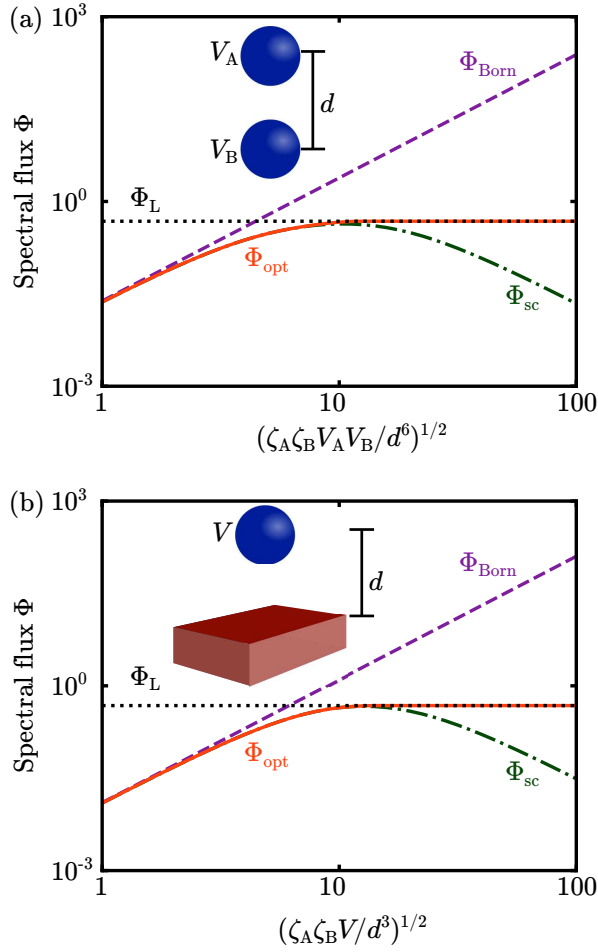 (a)
10^3
V_A
V_B
d
Φ_Born
Spectral flux Φ
10^0
Φ_L
Φ_opt
Φ_sc
10^-3
1
10
100
(ζ_A ζ_B V_A V_B/d^6)^1/2
(b)
10^3
V
d
Φ_Born
Spectral flux Φ
Φ_L
10^0
Φ_opt
Φ_sc
10^-3
1
10
100
(ζ_A ζ_B V/d^3)^1/2